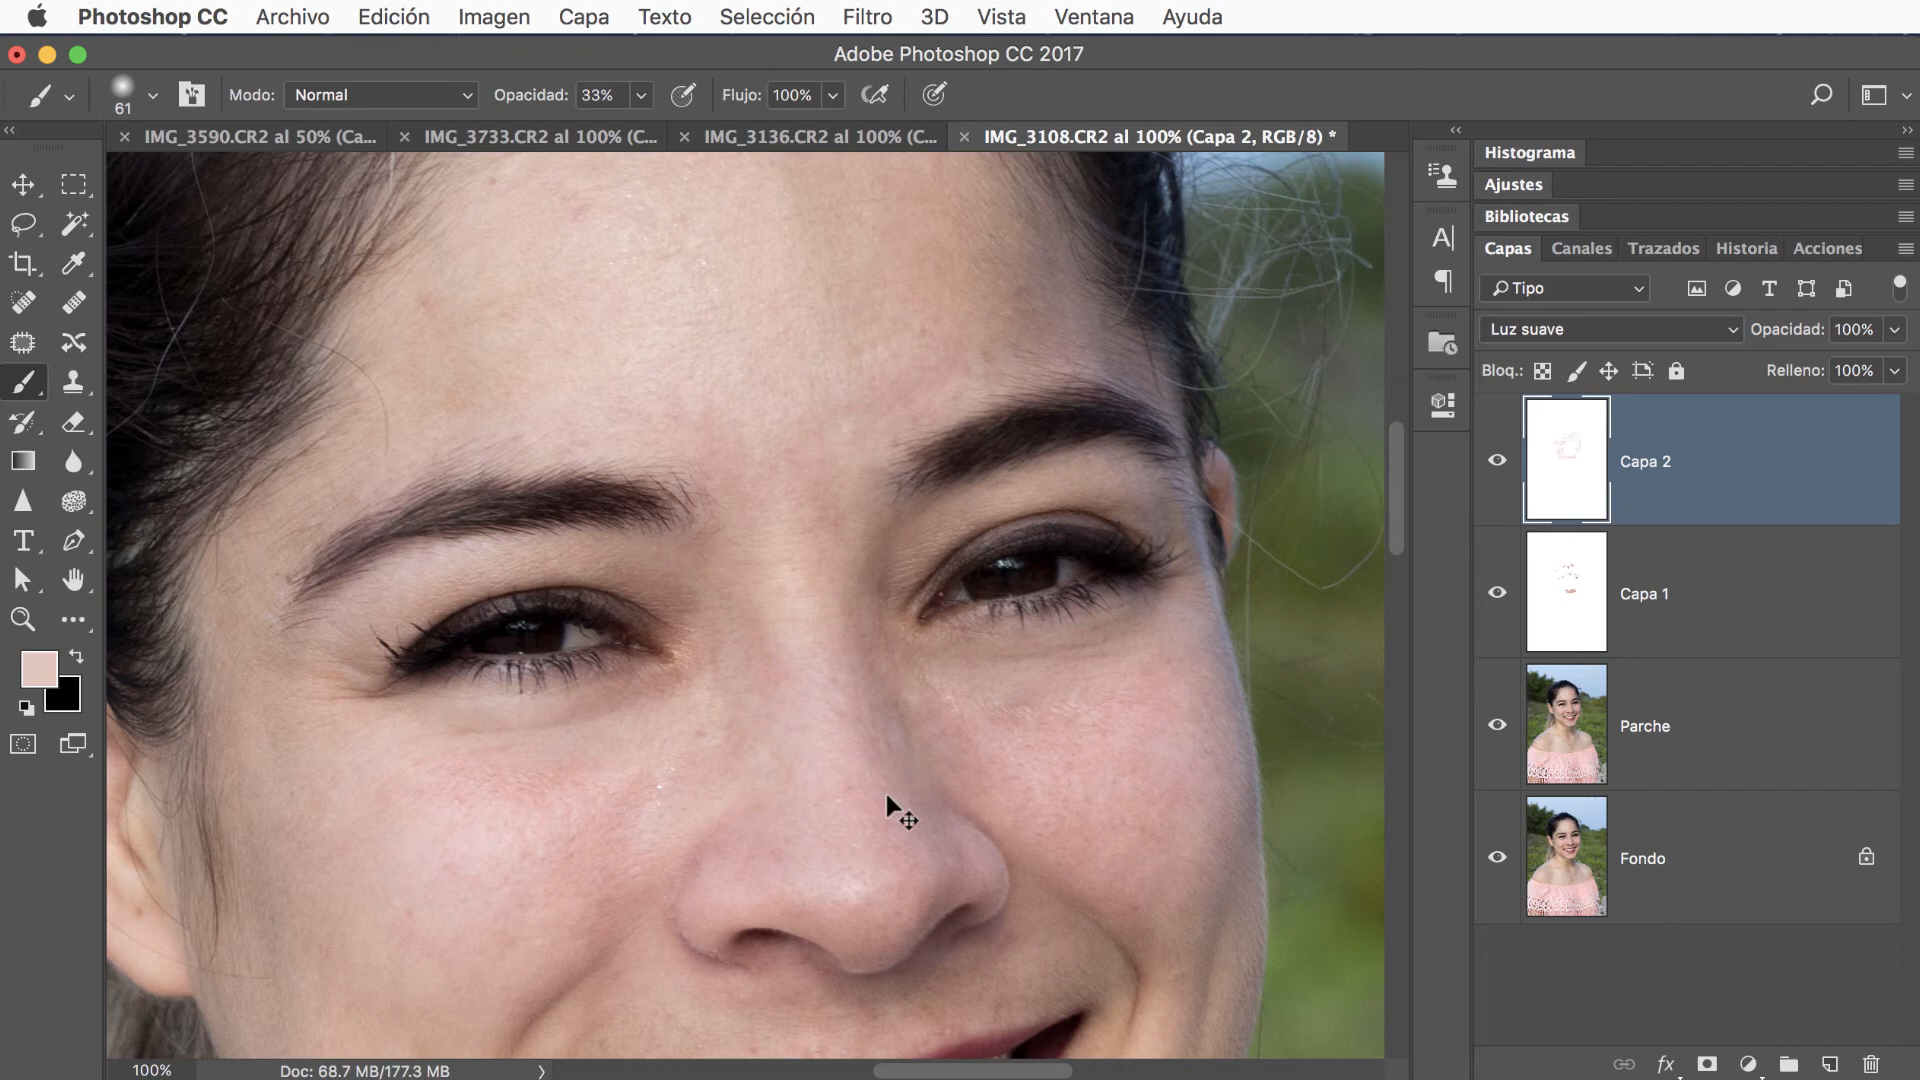 Photoshop CC Archivo Edición Imagen Capa Texto Selección Filtro 3D Vista Ventana Ayuda
Adobe Photoshop CC 2017
61 Modo: Normal Opacidad: 33% Flujo: 100%
IMG_3590.CR2 al 50% (Ca... IMG_3733.CR2 al 100% (C... IMG_3136.CR2 al 100% (C... IMG_3108.CR2 al 100% (Capa 2, RGB/8) *
Histograma
Ajustes
Bibliotecas
Capas Canales Trazados Historia Acciones
Tipo
Luz suave Opacidad: 100%
Bloq.: Relleno: 100%
Capa 2
Capa 1
Parche
Fondo
fx
100% Doc: 68.7 MB/177.3 MB